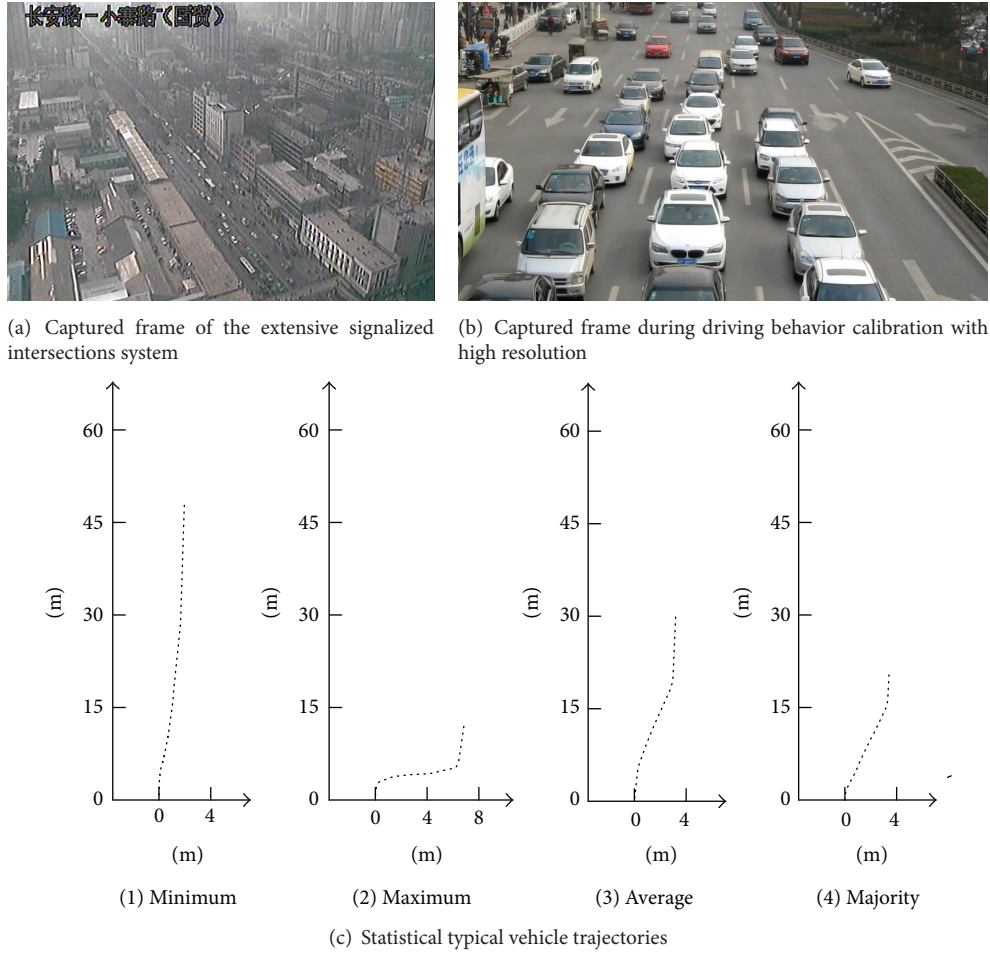 长安路-小寨路(国贸)
(a) Captured frame of the extensive signalized
intersections system
(b) Captured frame during driving behavior calibration with
high resolution
60
45
30
15
0
(m)
0 4
(m)
(1) Minimum
60
45
30
15
0
(m)
0 4 8
(m)
(2) Maximum
60
45
30
15
0
(m)
0 4
(m)
(3) Average
60
45
30
15
0
(m)
0 4
(m)
(4) Majority
(c) Statistical typical vehicle trajectories